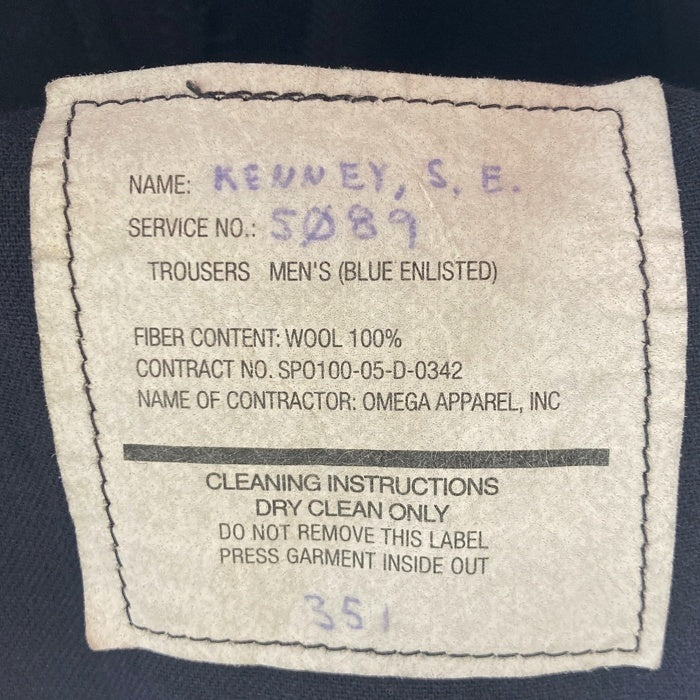 NAME: KENNEY, S. E.
SERVICE NO.: 5Ø89
TROUSERS MEN'S (BLUE ENLISTED)
FIBER CONTENT: WOOL 100%
CONTRACT NO. SPO100-05-D-0342
NAME OF CONTRACTOR: OMEGA APPAREL, INC
CLEANING INSTRUCTIONS
DRY CLEAN ONLY
DO NOT REMOVE THIS LABEL
PRESS GARMENT INSIDE OUT
351